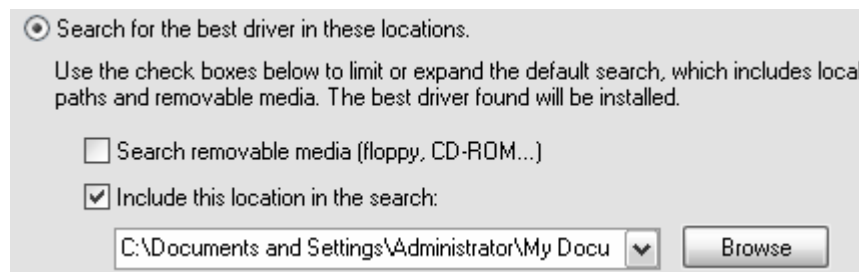 Search for the best driver in these locations.
Use the check boxes below to limit or expand the default search, which includes local
paths and removable media. The best driver found will be installed.
Search removable media (floppy, CD-ROM...)
Include this location in the search:
C:\Documents and Settings\Administrator\My Docu
Browse